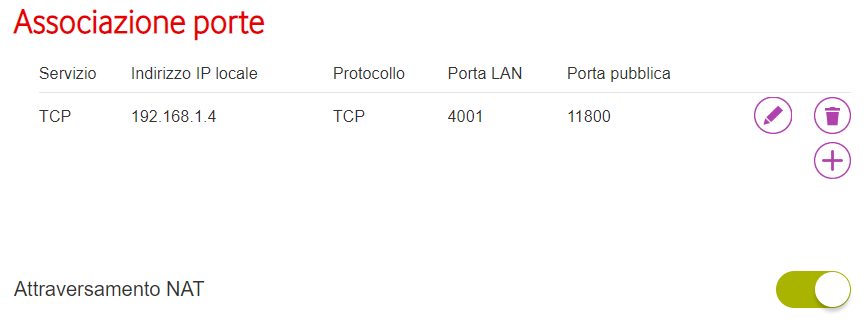 Associazione porte
Servizio Indirizzo IP locale Protocollo Porta LAN Porta pubblica
TCP 192.168.1.4 TCP 4001 11800
Attraversamento NAT